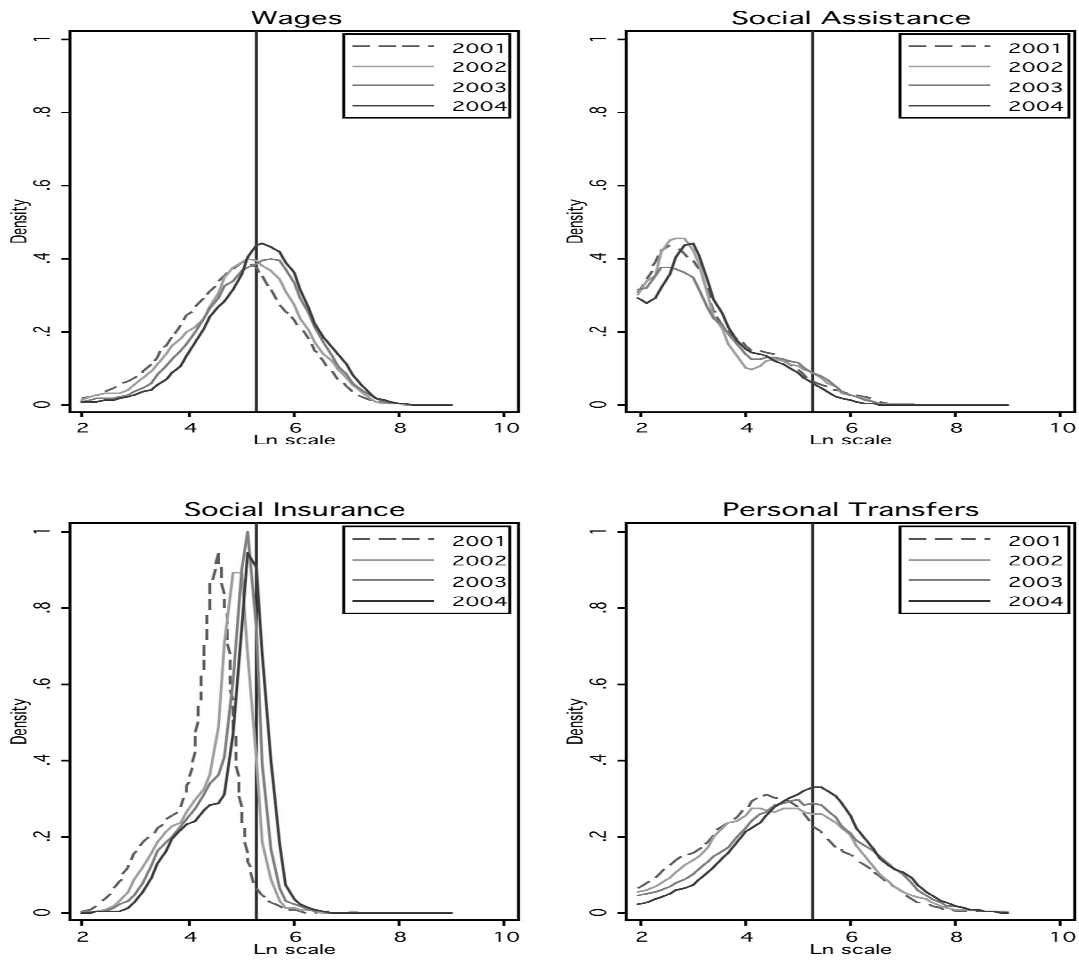 Wages
1
.8
.6
.4
.2
0
Density
2001
2002
2003
2004
2 4 6 8 10
Ln scale
Social Assistance
1
.8
.6
.4
.2
0
Density
2001
2002
2003
2004
2 4 6 8 10
Ln scale
Social Insurance
1
.8
.6
.4
.2
0
Density
2001
2002
2003
2004
2 4 6 8 10
Ln scale
Personal Transfers
1
.8
.6
.4
.2
0
Density
2001
2002
2003
2004
2 4 6 8 10
Ln scale